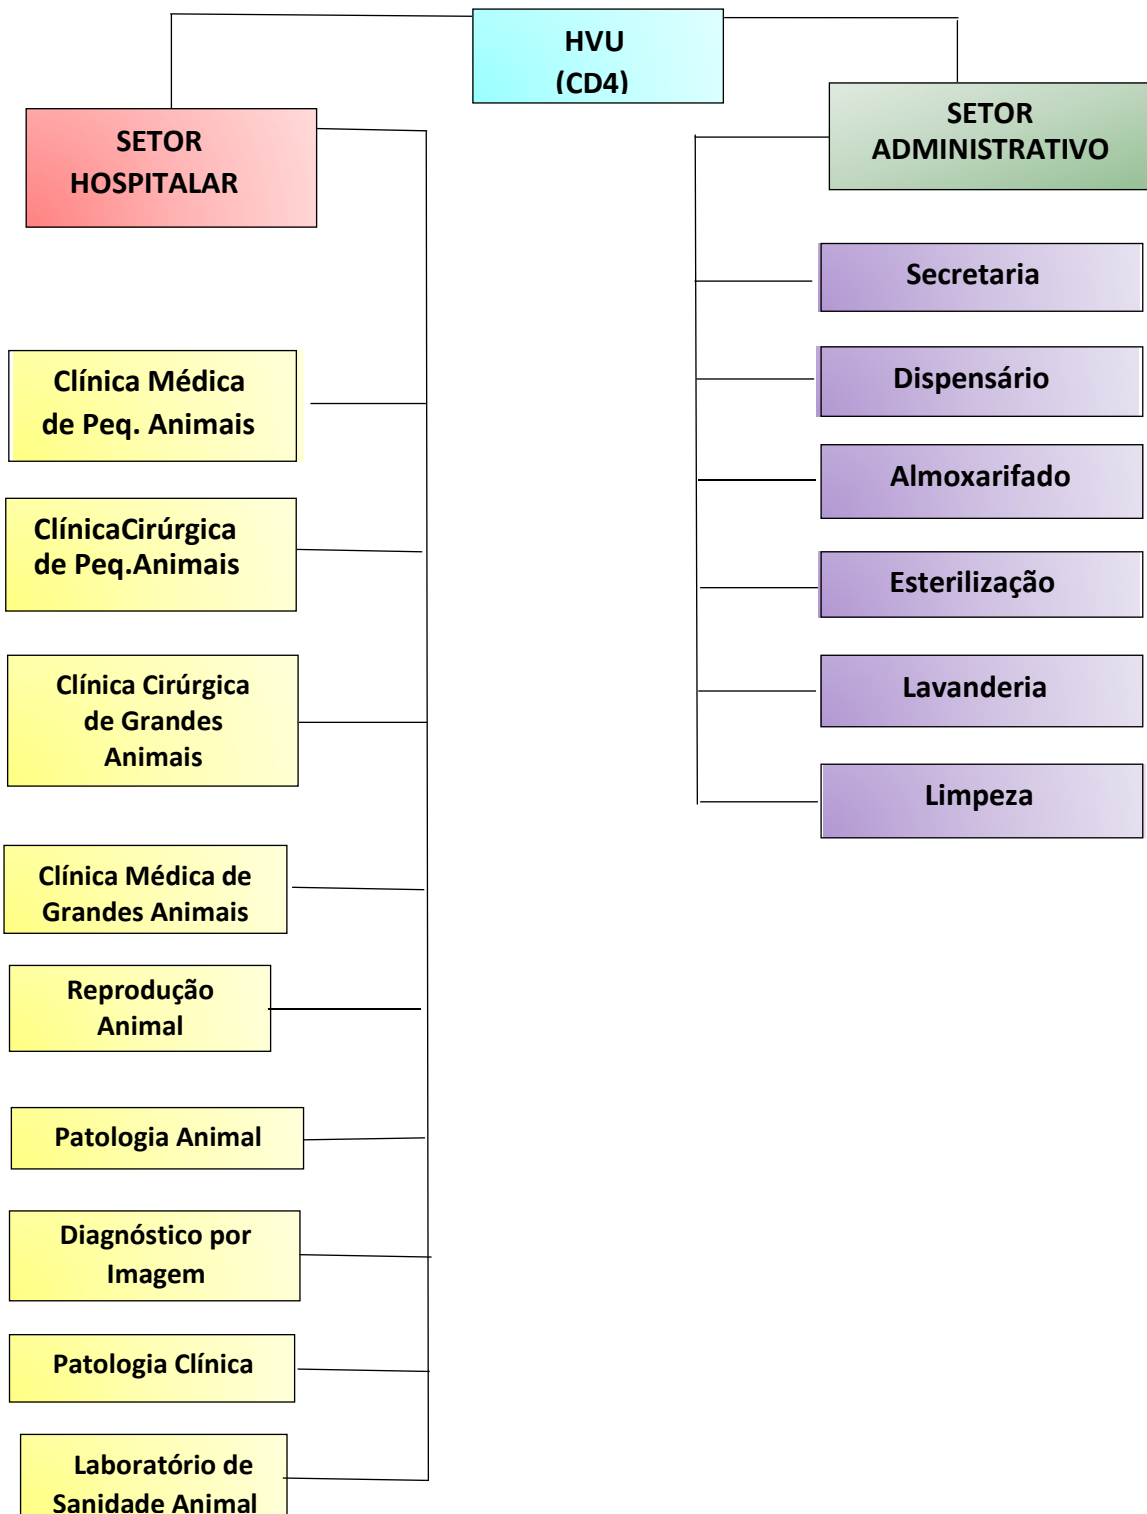 HVU
(CD4)
SETOR
HOSPITALAR
SETOR
ADMINISTRATIVO
Clínica Médica
de Peq. Animais
ClínicaCirúrgica
de Peq.Animais
Clínica Cirúrgica
de Grandes
Animais
Clínica Médica de
Grandes Animais
Reprodução
Animal
Patologia Animal
Diagnóstico por
Imagem
Patologia Clínica
Laboratório de
Sanidade Animal
Secretaria
Dispensário
Almoxarifado
Esterilização
Lavanderia
Limpeza